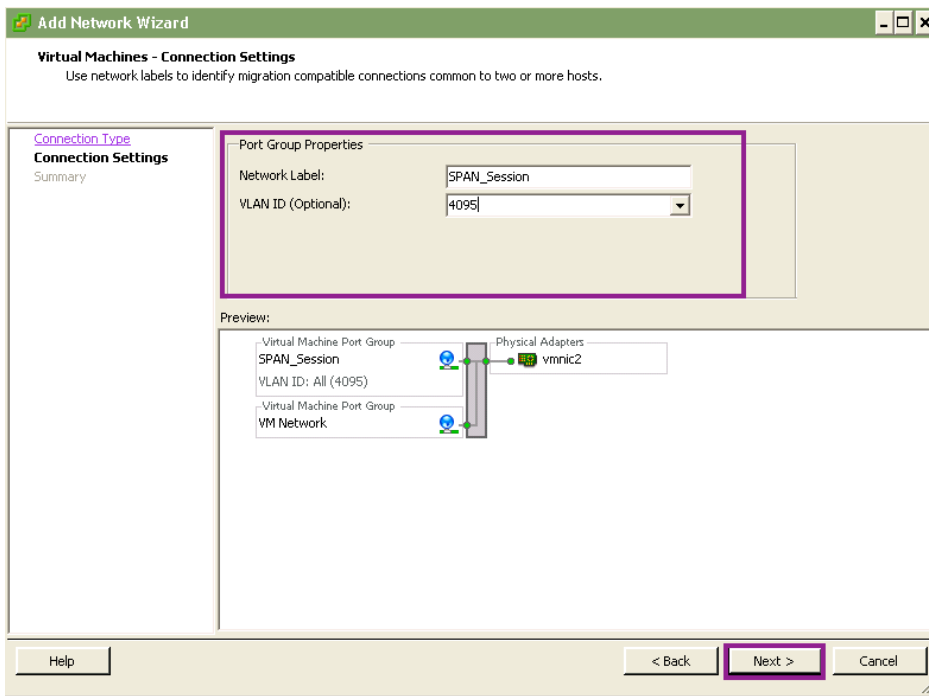 Add Network Wizard
Virtual Machines - Connection Settings
Use network labels to identify migration compatible connections common to two or more hosts.
Connection Type
Connection Settings
Summary
Port Group Properties
Network Label:
SPAN_Session
VLAN ID (Optional):
4095
Preview:
Virtual Machine Port Group
SPAN_Session
VLAN ID: All (4095)
Virtual Machine Port Group
VM Network
Physical Adapters
vmnic2
Help
< Back
Next >
Cancel